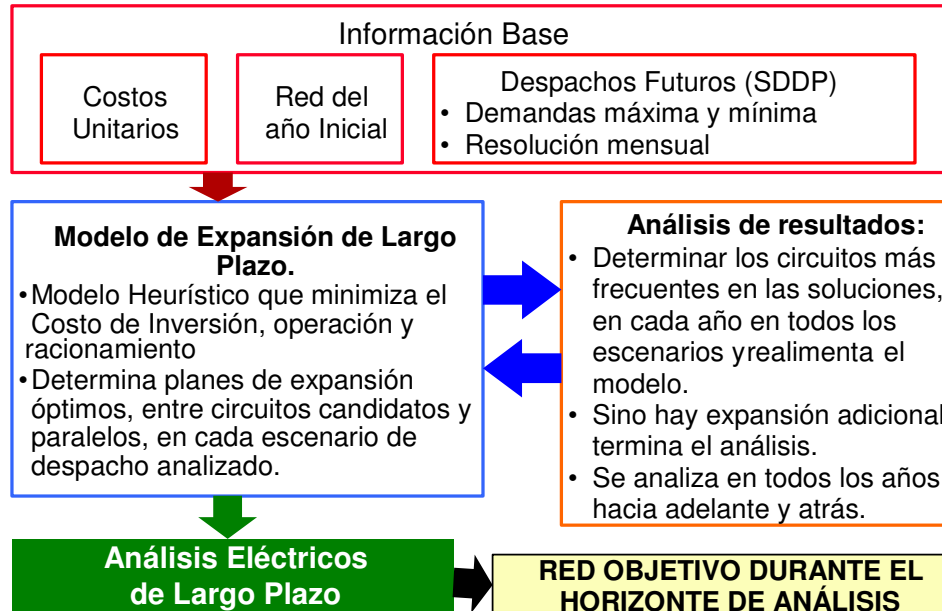 Información Base
Costos
Unitarios
Red del
año Inicial
Despachos Futuros (SDDP)
• Demandas máxima y mínima
• Resolución mensual
Modelo de Expansión de Largo
Plazo.
•Modelo Heurístico que minimiza el
Costo de Inversión, operación y
racionamiento
•Determina planes de expansión
óptimos, entre circuitos candidatos y
paralelos, en cada escenario de
despacho analizado.
Análisis de resultados:
• Determinar los circuitos más
frecuentes en las soluciones,
en cada año en todos los
escenarios yrealimenta el
modelo.
• Sino hay expansión adicional
termina el análisis.
• Se analiza en todos los años
hacia adelante y atrás.
Análisis Eléctricos
de Largo Plazo
RED OBJETIVO DURANTE EL
HORIZONTE DE ANÁLISIS